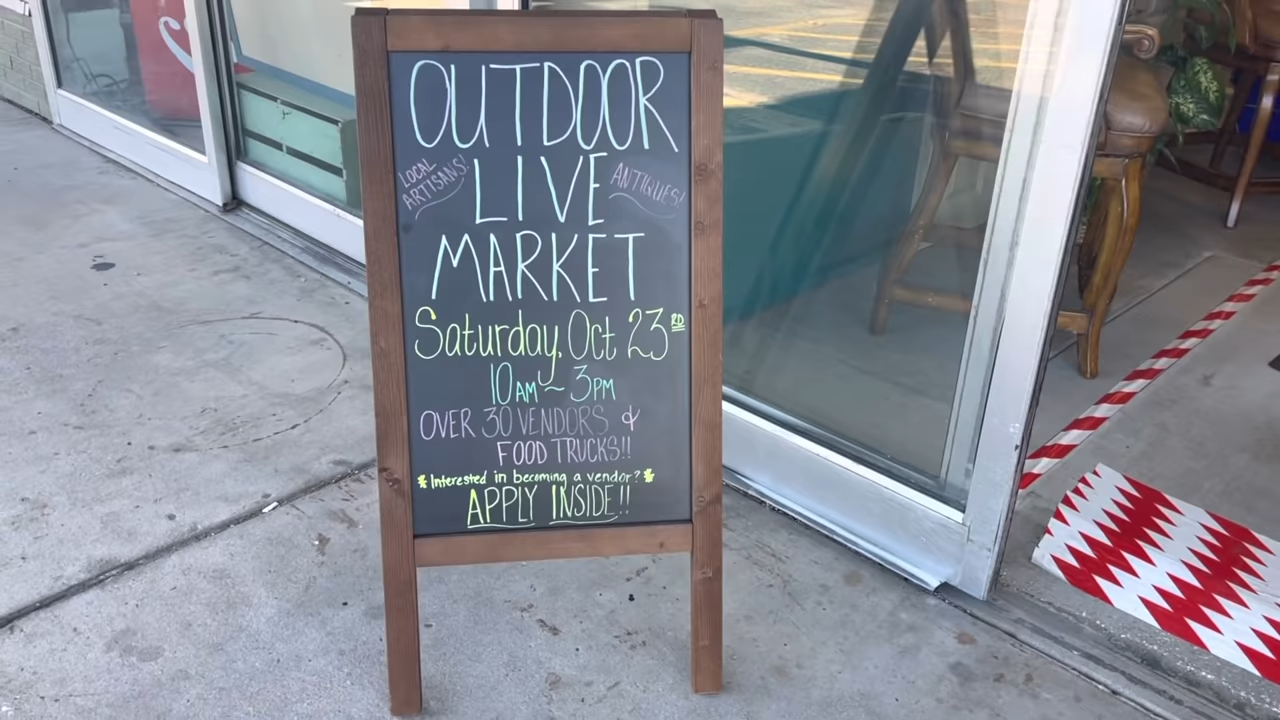 OUTDOOR
LOCAL ARTISANS!
LIVE
ANTIQUES!
MARKET
Saturday, Oct 23RD
10AM ~ 3PM
OVER 30 VENDORS &
FOOD TRUCKS!!
*Interested in becoming a vendor?*
APPLY INSIDE!!